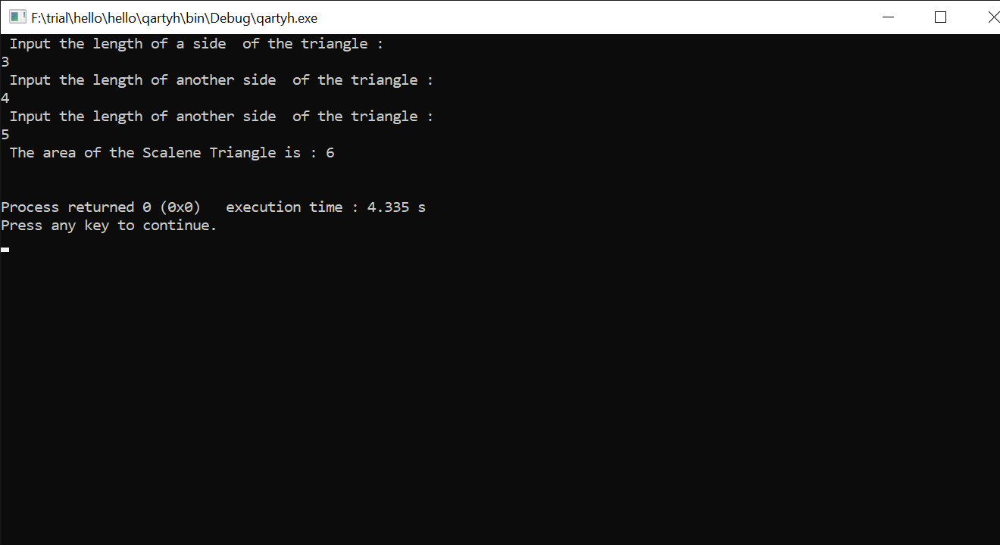 F:\trial\hello\hello\qartyh\bin\Debug\qartyh.exe
 Input the length of a side  of the triangle :
3
 Input the length of another side  of the triangle :
4
 Input the length of another side  of the triangle :
5
 The area of the Scalene Triangle is : 6
Process returned 0 (0x0)   execution time : 4.335 s
Press any key to continue.